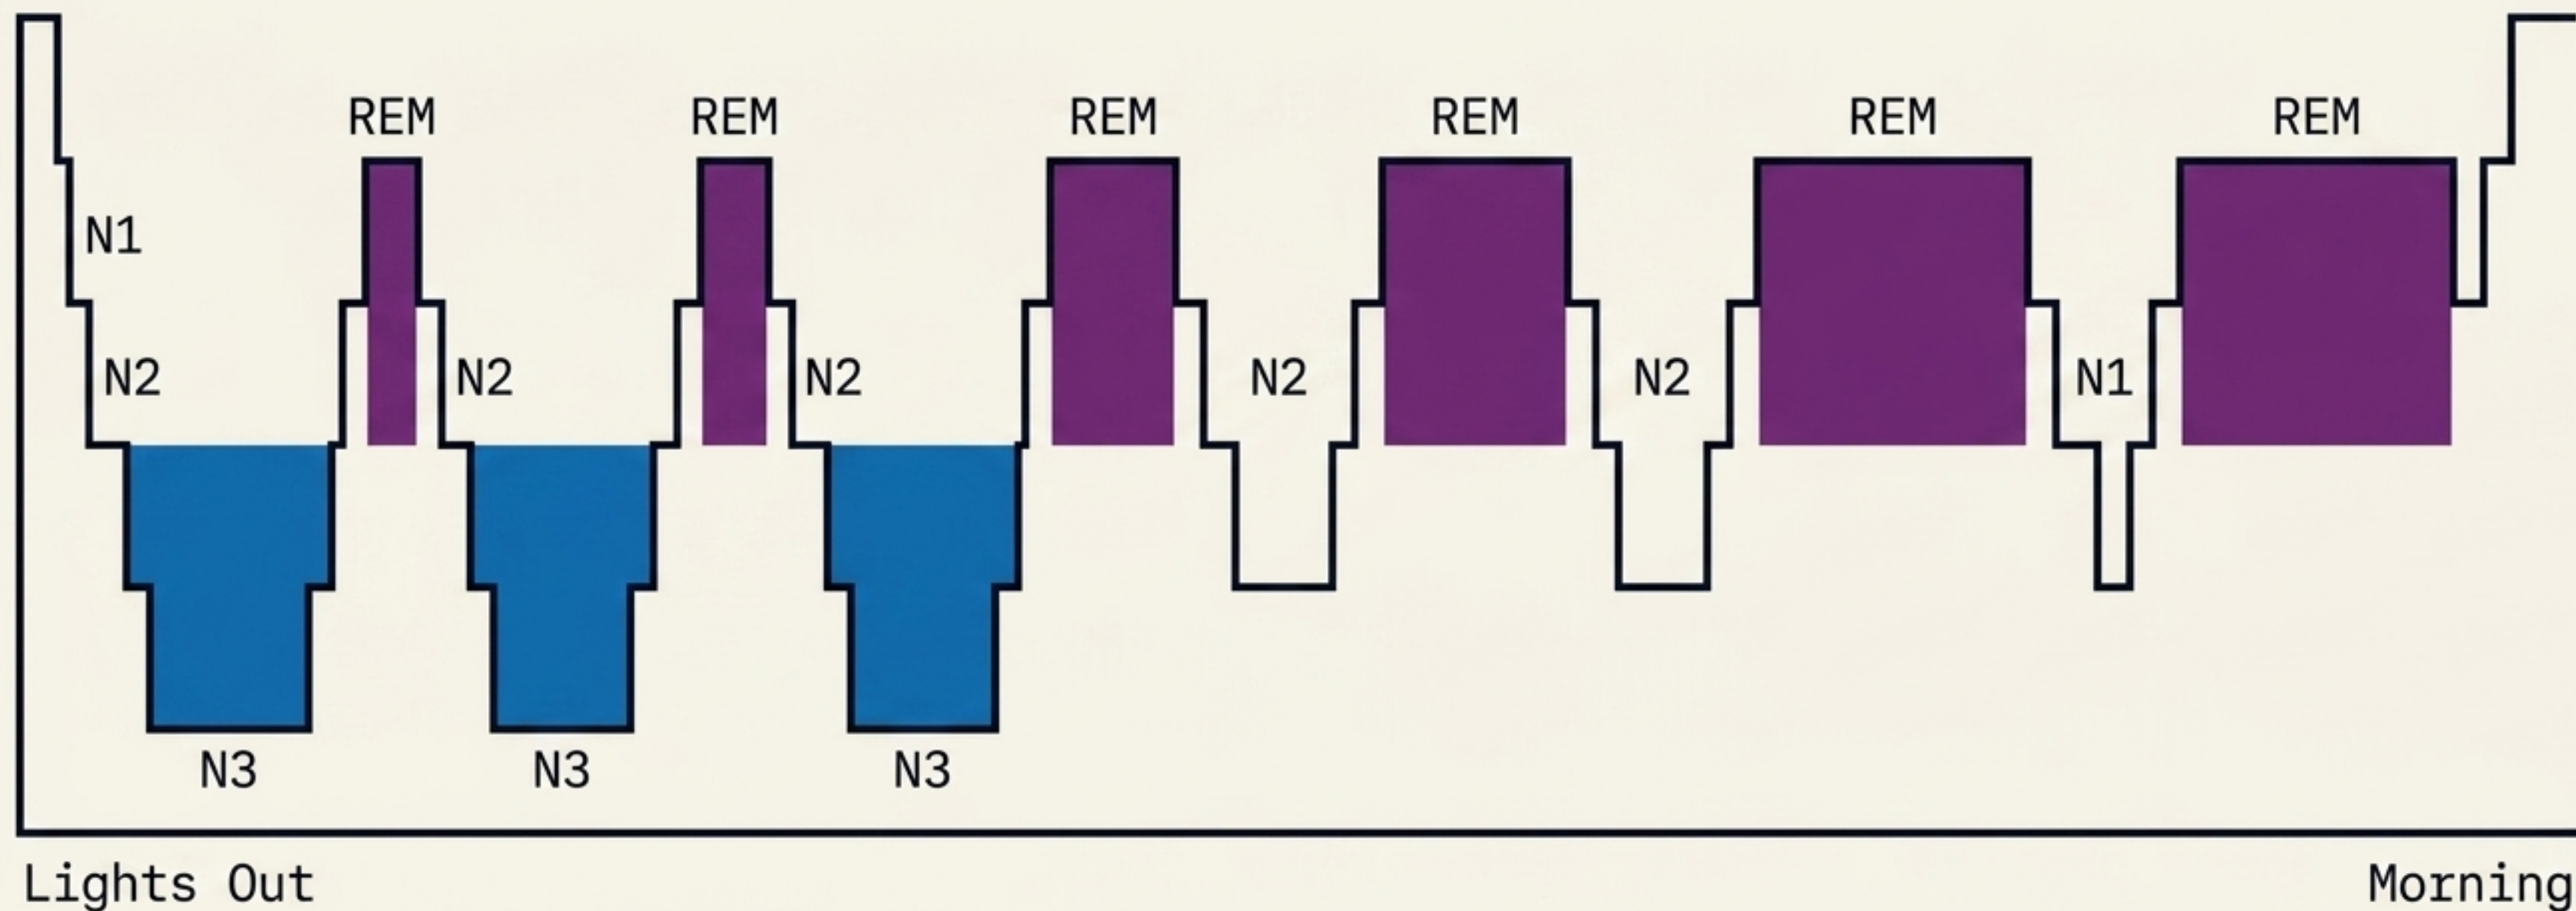 REM REM REM REM REM REM
N1
N2 N2 N2 N2 N2 N1
N3 N3 N3
Lights Out Morning